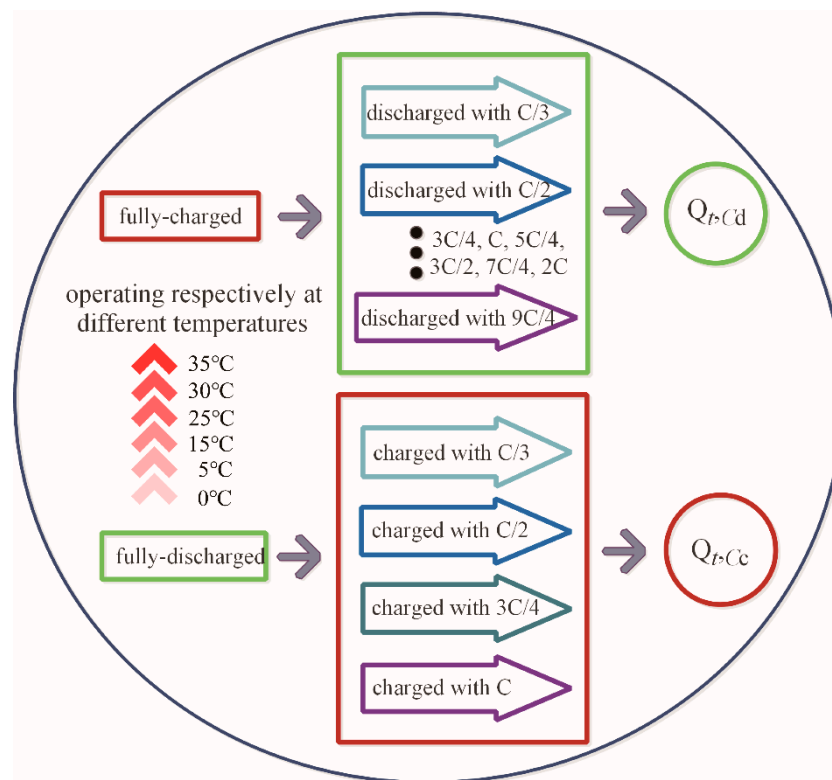 fully-charged
discharged with C/3
discharged with C/2
3C/4, C, 5C/4,
3C/2, 7C/4, 2C
discharged with 9C/4
Qt,Cd
operating respectively at
different temperatures
35℃
30℃
25℃
15℃
5℃
0℃
fully-discharged
charged with C/3
charged with C/2
charged with 3C/4
charged with C
Qt,Cc